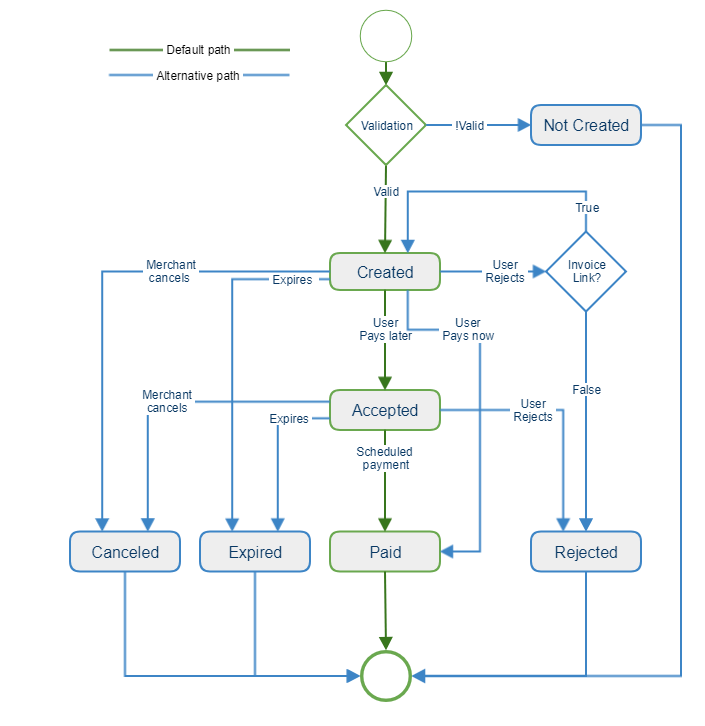 Default path
Alternative path
Validation
!Valid
Not Created
Valid
True
Merchant
cancels
Expires
Created
User
Rejects
Invoice
Link?
User
Pays later
User
Pays now
Merchant
cancels
Expires
Accepted
User
Rejects
False
Scheduled
payment
Canceled
Expired
Paid
Rejected